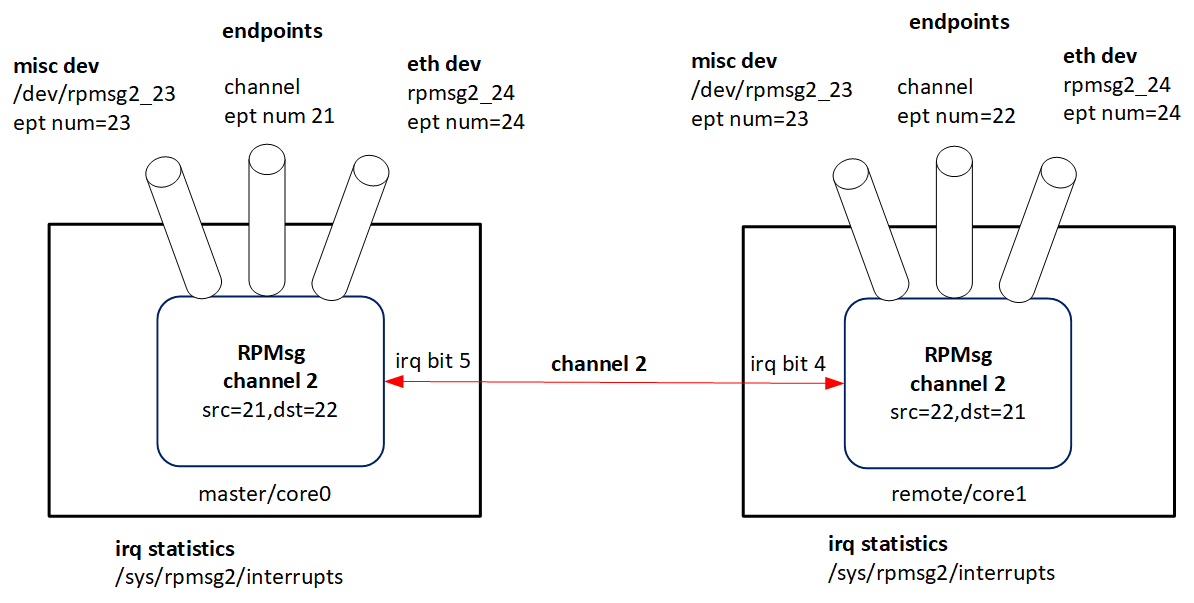 endpoints
misc dev
/dev/rpmsg2_23
ept num=23
channel
ept num 21
eth dev
rpmsg2_24
ept num=24
RPMsg
channel 2
src=21,dst=22
irq bit 5
master/core0
irq statistics
/sys/rpmsg2/interrupts
channel 2
endpoints
misc dev
/dev/rpmsg2_23
ept num=23
channel
ept num=22
eth dev
rpmsg2_24
ept num=24
irq bit 4
RPMsg
channel 2
src=22,dst=21
remote/core1
irq statistics
/sys/rpmsg2/interrupts